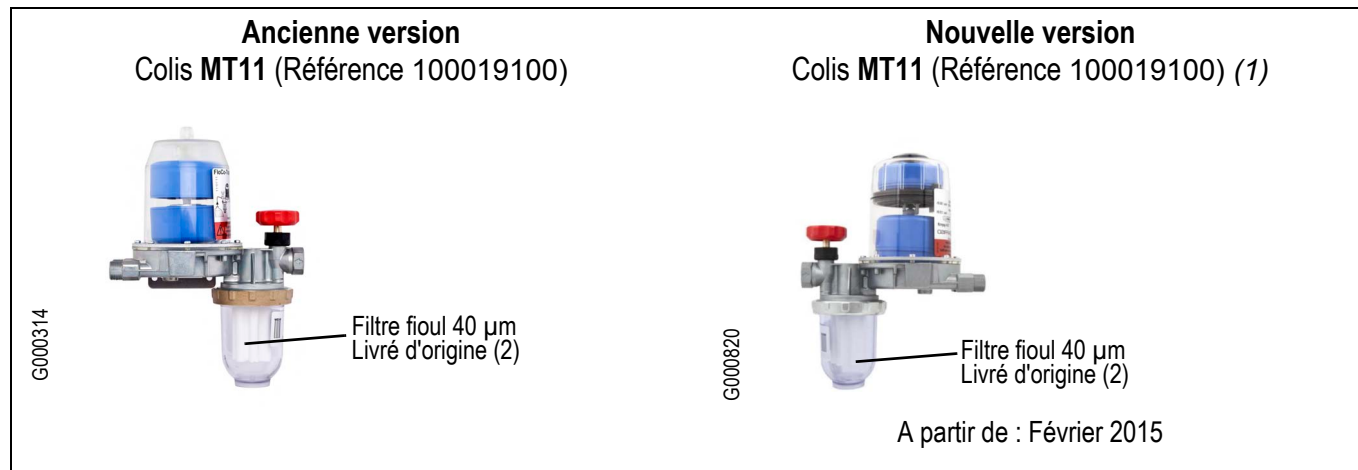 Ancienne version
Colis MT11 (Référence 100019100)
G000314
Filtre fioul 40 µm
Livré d'origine (2)
Nouvelle version
Colis MT11 (Référence 100019100) (1)
G000820
Filtre fioul 40 µm
Livré d'origine (2)
A partir de : Février 2015